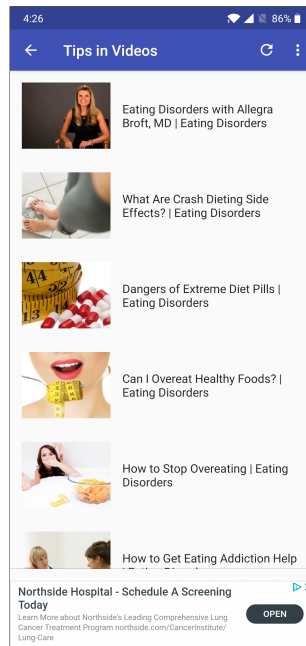 4:26
86%
Tips in Videos
Eating Disorders with Allegra
Broft, MD | Eating Disorders
What Are Crash Dieting Side
Effects? | Eating Disorders
Dangers of Extreme Diet Pills |
Eating Disorders
Can I Overeat Healthy Foods? |
Eating Disorders
How to Stop Overeating | Eating
Disorders
How to Get Eating Addiction Help
Northside Hospital - Schedule A Screening
Today
Learn More about Northside's Leading Comprehensive Lung
Cancer Treatment Program northside.com/CancerInstitute/
Lung-Care
OPEN